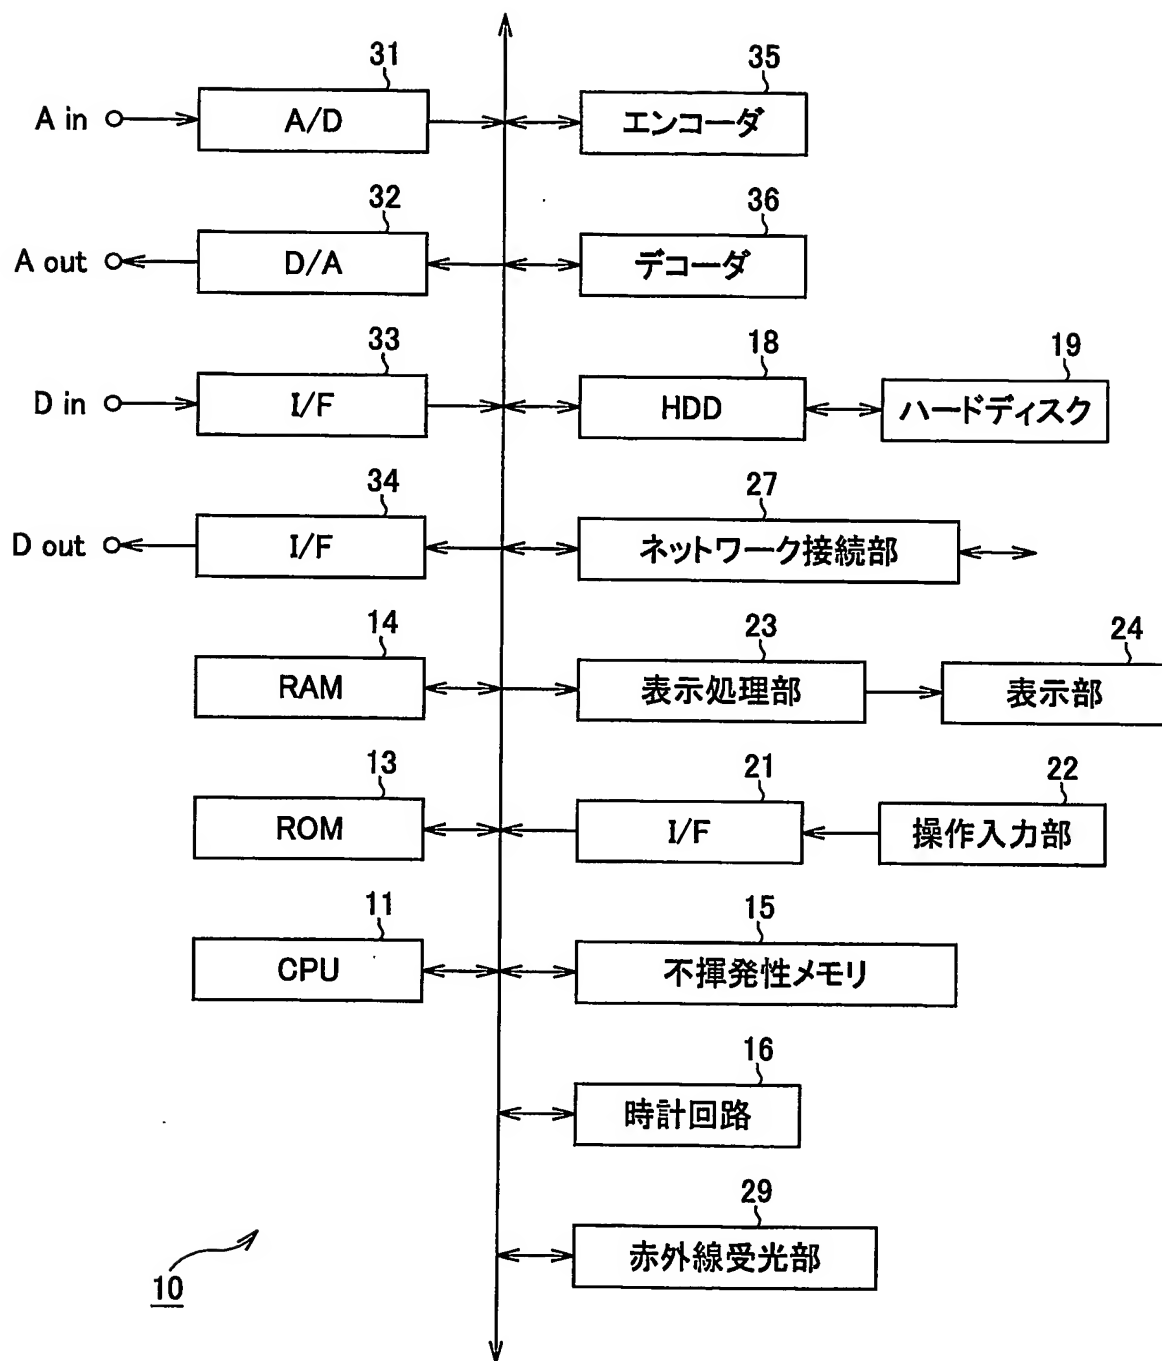 31
35
A in
A/D
エンコーダ
32
36
A out
D/A
デコーダ
33
18
19
D in
I/F
HDD
ハードディスク
34
27
D out
I/F
ネットワーク接続部
14
23
24
RAM
表示処理部
表示部
13
21
22
ROM
I/F
操作入力部
11
15
CPU
不揮発性メモリ
16
時計回路
29
赤外線受光部
10